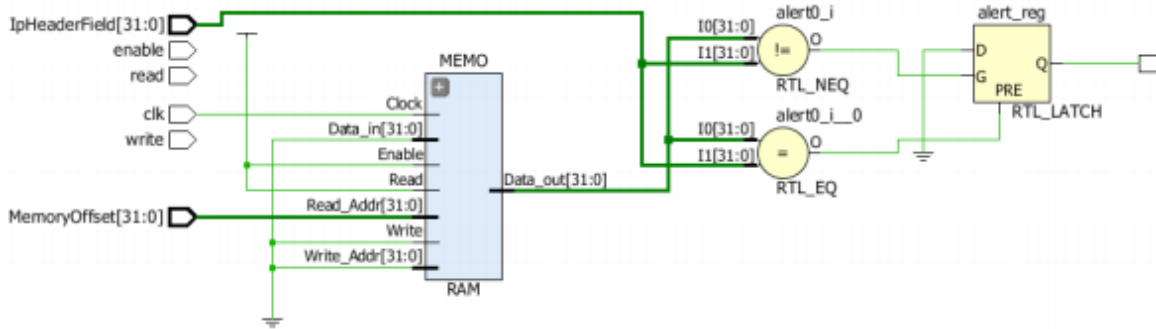 IpHeaderField[31:0]
enable
read
clk
write
MemoryOffset[31:0]
MEMO
Clock
Data_in[31:0]
Enable
Read
Read_Addr[31:0]
Write
Write_Addr[31:0]
Data_out[31:0]
RAM
alert0_i
I0[31:0]
I1[31:0]
!=
O
RTL_NEQ
alert0_i__0
I0[31:0]
I1[31:0]
=
O
RTL_EQ
alert_reg
D
G
Q
PRE
RTL_LATCH